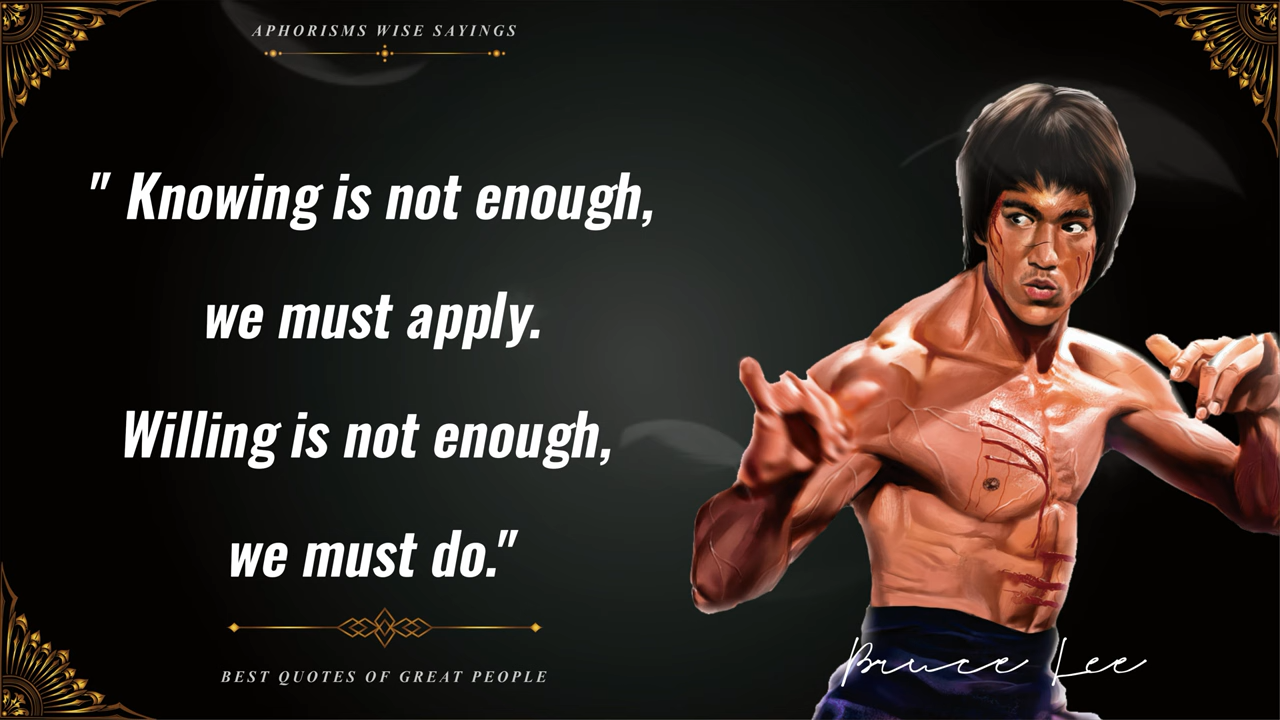 APHORISMS WISE SAYINGS
" Knowing is not enough,
we must apply.
Willing is not enough,
we must do."
BEST QUOTES OF GREAT PEOPLE
Bruce Lee